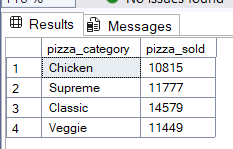 No issues found
Results Messages
pizza_category pizza_sold
1 Chicken 10815
2 Supreme 11777
3 Classic 14579
4 Veggie 11449